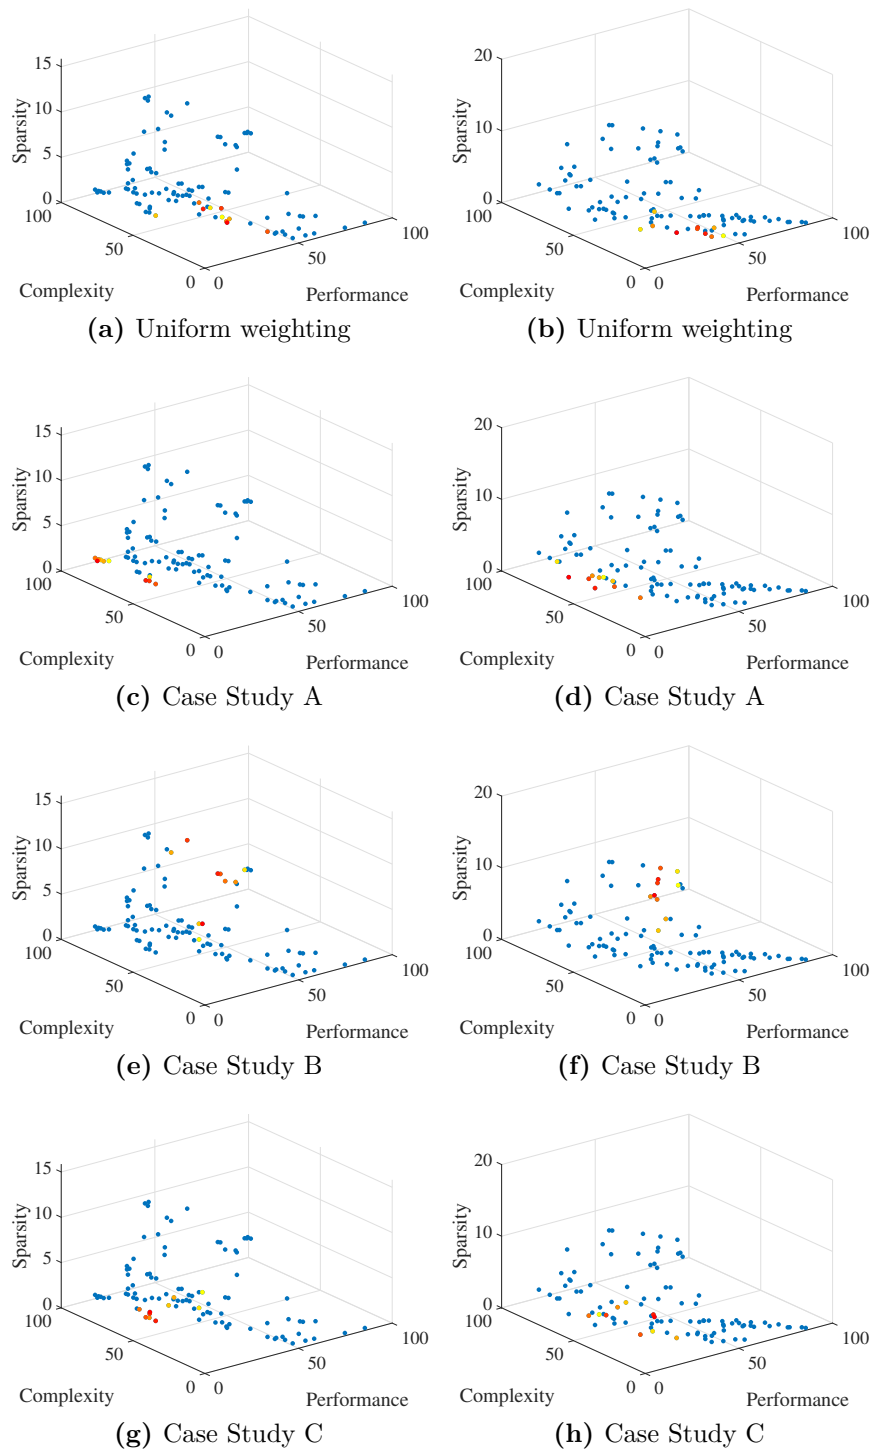 15
10
5
0
100
50
0
0
50
100
Sparsity
Complexity
Performance
(a) Uniform weighting
20
10
0
100
50
0
0
50
100
Sparsity
Complexity
Performance
(b) Uniform weighting
15
10
5
0
100
50
0
0
50
100
Sparsity
Complexity
Performance
(c) Case Study A
20
10
0
100
50
0
0
50
100
Sparsity
Complexity
Performance
(d) Case Study A
15
10
5
0
100
50
0
0
50
100
Sparsity
Complexity
Performance
(e) Case Study B
20
10
0
100
50
0
0
50
100
Sparsity
Complexity
Performance
(f) Case Study B
15
10
5
0
100
50
0
0
50
100
Sparsity
Complexity
Performance
(g) Case Study C
20
10
0
100
50
0
0
50
100
Sparsity
Complexity
Performance
(h) Case Study C